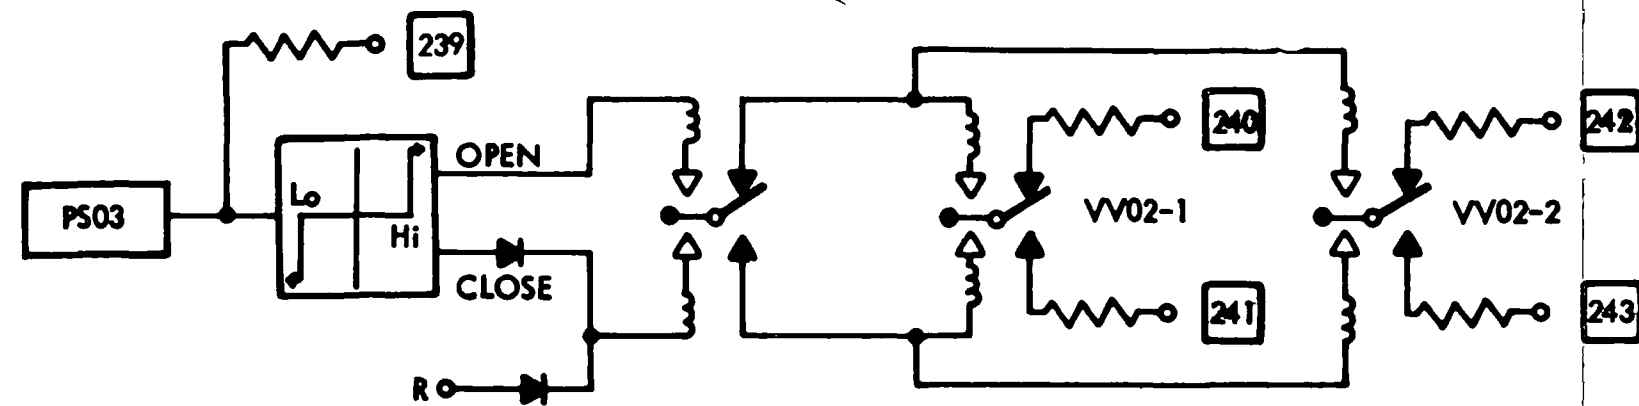 239
OPEN
Lo
PS03
Hi
CLOSE
R
240
VV02-1
241
242
VV02-2
243